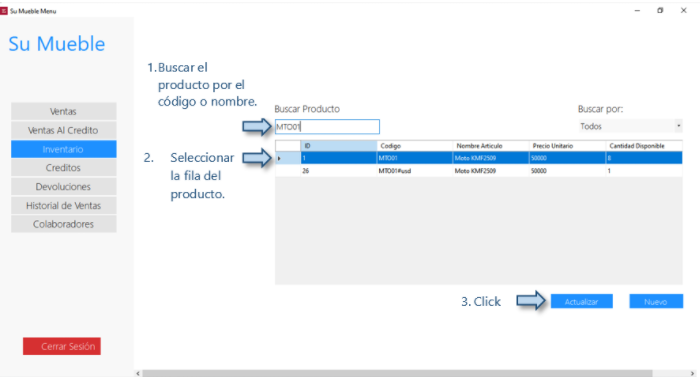 Su Mueble Menu
Su Mueble
Ventas
Ventas Al Credito
Inventario
Creditos
Devoluciones
Historial de Ventas
Colaboradores
Cerrar Sesión
1. Buscar el
producto por el
código o nombre.
Buscar Producto
Buscar por:
MTO01
Todos
2. Seleccionar
la fila del
producto.
ID Codigo Nombre Articulo Precio Unitario Cantidad Disponible
1 MTO01 Moto KMF2509 50000 8
26 MTO01#usd Moto KMF2509 50000 1
3. Click
Actualizar
Nuevo